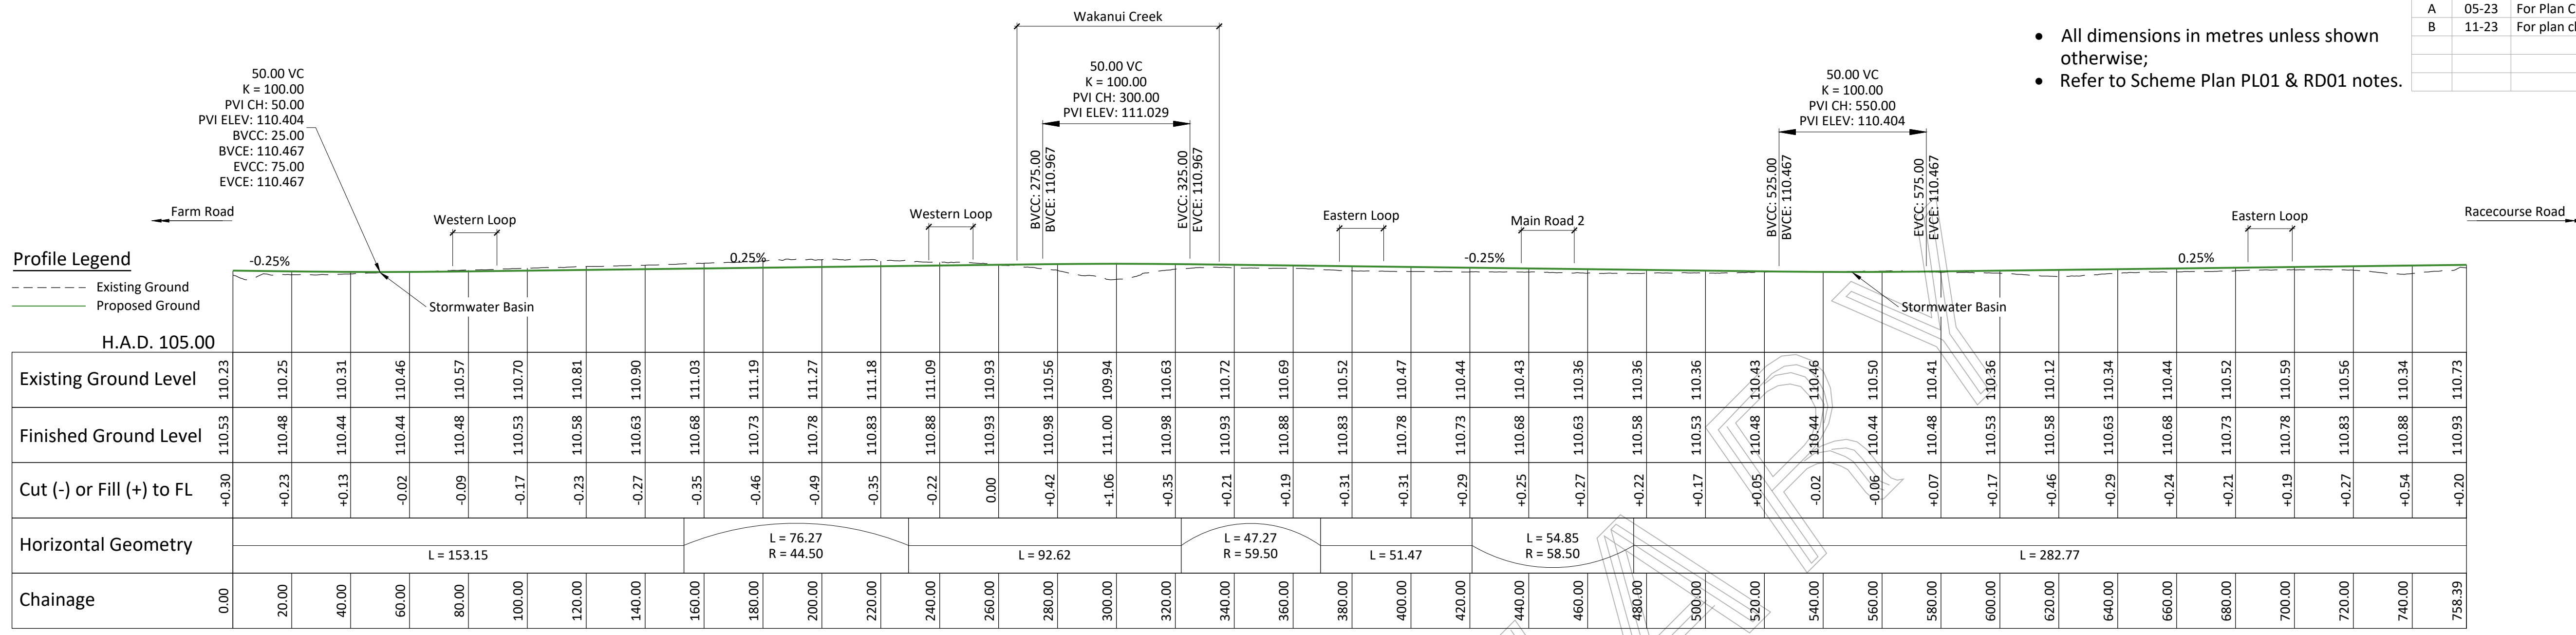 A 05-23 For Plan C
B 11-23 For plan c
• All dimensions in metres unless shown
otherwise;
• Refer to Scheme Plan PL01 & RD01 notes.
Wakanui Creek
50.00 VC
K = 100.00
PVI CH: 50.00
PVI ELEV: 110.404
BVCC: 25.00
BVCE: 110.467
EVCC: 75.00
EVCE: 110.467
50.00 VC
K = 100.00
PVI CH: 300.00
PVI ELEV: 111.029
BVCC: 275.00
BVCE: 110.967
EVCC: 325.00
EVCE: 110.967
50.00 VC
K = 100.00
PVI CH: 550.00
PVI ELEV: 110.404
BVCC: 525.00
BVCE: 110.467
EVCC: 575.00
EVCE: 110.467
Farm Road
Western Loop
Western Loop
Eastern Loop
Main Road 2
Eastern Loop
Racecourse Road
-0.25%
0.25%
-0.25%
0.25%
Profile Legend
Existing Ground
Proposed Ground
Stormwater Basin
Stormwater Basin
H.A.D. 105.00
Existing Ground Level 110.23 110.25 110.31 110.46 110.57 110.70 110.81 110.90 111.03 111.19 111.27 111.18 111.09 110.93 110.56 109.94 110.63 110.72 110.69 110.52 110.47 110.44 110.43 110.36 110.36 110.36 110.43 110.46 110.50 110.41 110.36 110.12 110.34 110.44 110.52 110.59 110.56 110.34 110.73
Finished Ground Level 110.53 110.48 110.44 110.44 110.48 110.53 110.58 110.63 110.68 110.73 110.78 110.83 110.88 110.93 110.98 111.00 110.98 110.93 110.88 110.83 110.78 110.73 110.68 110.63 110.58 110.53 110.48 110.44 110.44 110.48 110.53 110.58 110.63 110.68 110.73 110.78 110.83 110.88 110.93
Cut (-) or Fill (+) to FL +0.30 +0.23 +0.13 -0.02 -0.09 -0.17 -0.23 -0.27 -0.35 -0.46 -0.49 -0.35 -0.22 0.00 +0.42 +1.06 +0.35 +0.21 +0.19 +0.31 +0.31 +0.29 +0.25 +0.27 +0.22 +0.17 +0.05 -0.02 -0.06 +0.07 +0.17 +0.46 +0.29 +0.24 +0.21 +0.19 +0.27 +0.54 +0.20
Horizontal Geometry
L = 153.15
L = 76.27
R = 44.50
L = 92.62
L = 47.27
R = 59.50
L = 51.47
L = 54.85
R = 58.50
L = 282.77
Chainage 0.00 20.00 40.00 60.00 80.00 100.00 120.00 140.00 160.00 180.00 200.00 220.00 240.00 260.00 280.00 300.00 320.00 340.00 360.00 380.00 400.00 420.00 440.00 460.00 480.00 500.00 520.00 540.00 560.00 580.00 600.00 620.00 640.00 660.00 680.00 700.00 720.00 740.00 758.39
ARY